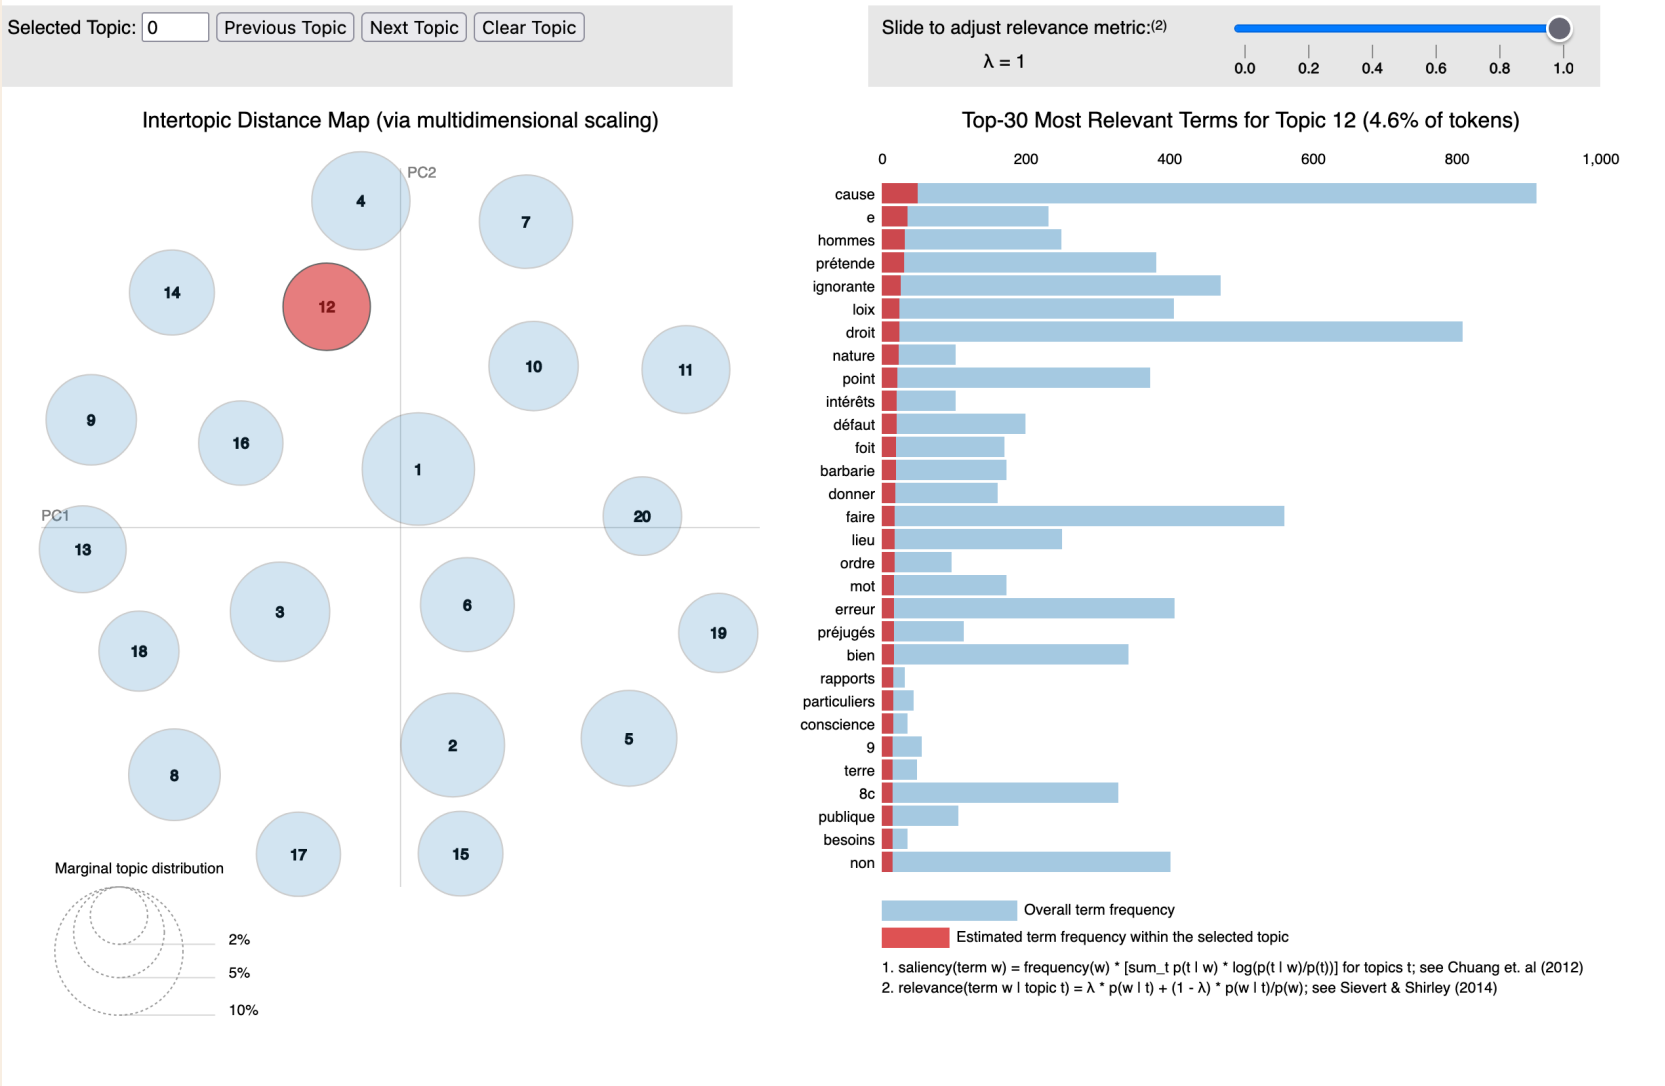 Selected Topic: 0 Previous Topic Next Topic Clear Topic
Slide to adjust relevance metric:(2)
λ = 1
0.0 0.2 0.4 0.6 0.8 1.0
Intertopic Distance Map (via multidimensional scaling)
PC2
4
7
14
12
10
11
9
16
1
PC1
20
13
3
6
19
18
2
5
8
17
15
Marginal topic distribution
2%
5%
10%
Top-30 Most Relevant Terms for Topic 12 (4.6% of tokens)
0 200 400 600 800 1,000
cause
e
hommes
prétende
ignorante
loix
droit
nature
point
intérêts
défaut
foit
barbarie
donner
faire
lieu
ordre
mot
erreur
préjugés
bien
rapports
particuliers
conscience
9
terre
8c
publique
besoins
non
Overall term frequency
Estimated term frequency within the selected topic
1. saliency(term w) = frequency(w) * [sum_t p(t | w) * log(p(t | w)/p(t))] for topics t; see Chuang et. al (2012)
2. relevance(term w | topic t) = λ * p(w | t) + (1 - λ) * p(w | t)/p(w); see Sievert & Shirley (2014)